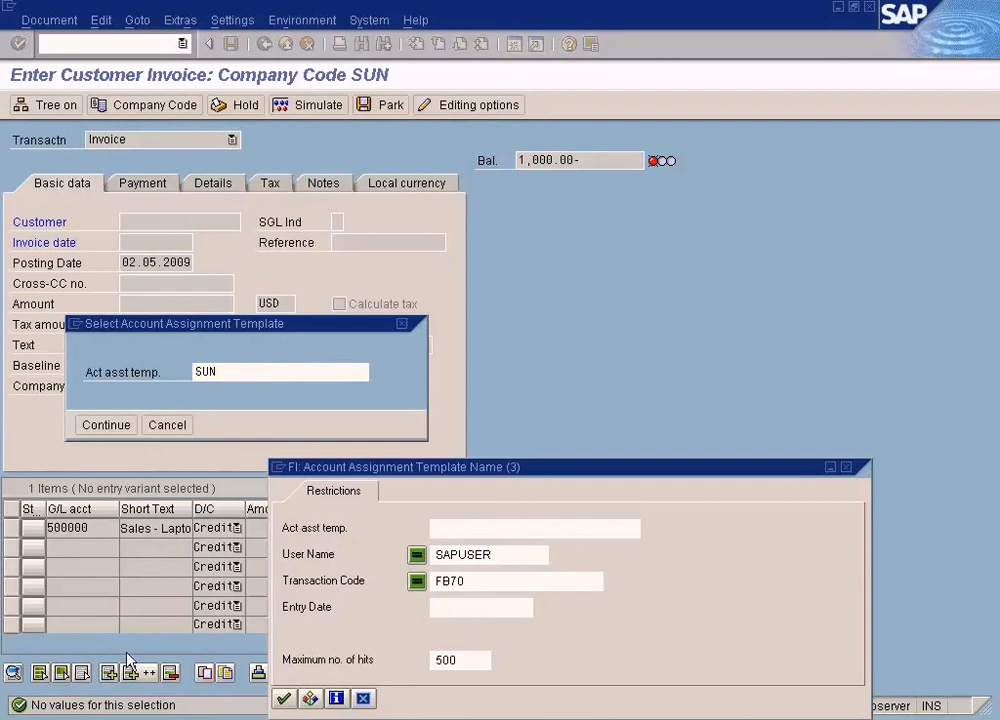 Document Edit Goto Extras Settings Environment System Help
SAP
Enter Customer Invoice: Company Code SUN
Tree on Company Code Hold Simulate Park Editing options
Transactn Invoice
Bal. 1,000.00-
Basic data Payment Details Tax Notes Local currency
Customer SGL Ind
Invoice date Reference
Posting Date 02.05.2009
Cross-CC no.
Amount USD Calculate tax
Tax amou
Select Account Assignment Template
Text
Baseline
Act asst temp. SUN
Company
Continue Cancel
FI: Account Assignment Template Name (3)
1 Items ( No entry variant selected )
Restrictions
St. G/L acct Short Text D/C Amo
500000 Sales - Lapto Credit
Act asst temp.
Credit
User Name SAPUSER
Credit
Transaction Code FB70
Credit
Entry Date
Credit
Credit
Maximum no. of hits 500
No values for this selection
bserver INS